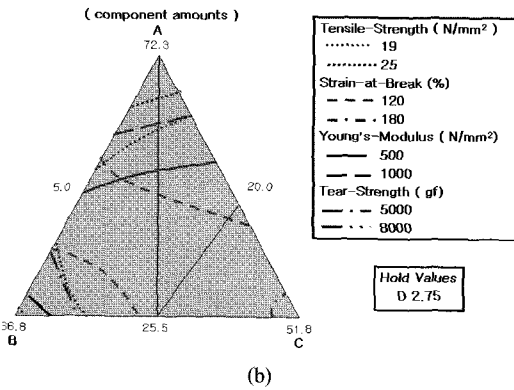 ( component amounts )
A
72.3
5.0
20.0
36.8
25.5
51.8
B
C
Tensile-Strength ( N/mm² )
19
25
Strain-at-Break (%)
120
180
Young's-Modulus ( N/mm²)
500
1000
Tear-Strength ( gf)
5000
8000
Hold Values
D 2.75
(b)